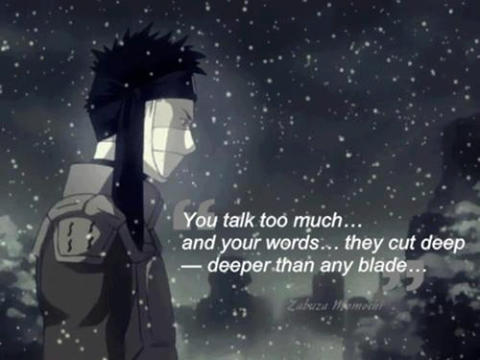 You talk too much...
and your words... they cut deep
— deeper than any blade...
Zabuza Momochi